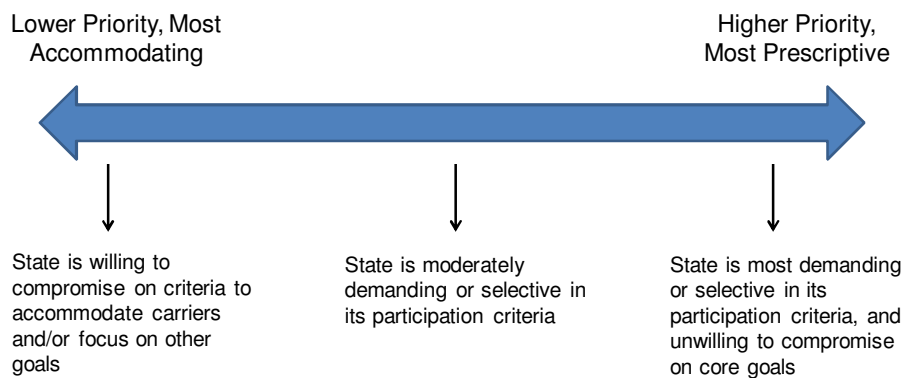 Lower Priority, Most
Accommodating
Higher Priority,
Most Prescriptive
State is willing to
compromise on criteria to
accommodate carriers
and/or focus on other
goals
State is moderately
demanding or selective in
its participation criteria
State is most demanding
or selective in its
participation criteria, and
unwilling to compromise
on core goals